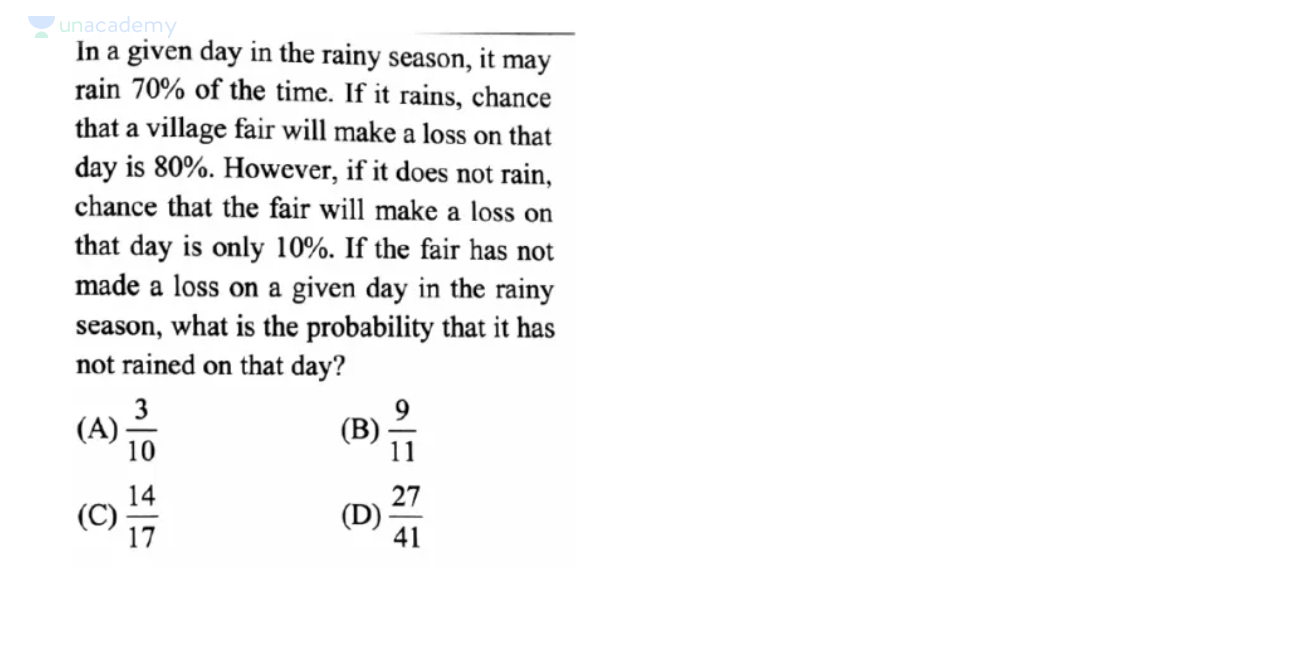 unacademy
In a given day in the rainy season, it may
rain 70% of the time. If it rains, chance
that a village fair will make a loss on that
day is 80%. However, if it does not rain,
chance that the fair will make a loss on
that day is only 10%. If the fair has not
made a loss on a given day in the rainy
season, what is the probability that it has
not rained on that day?
(A) 3/10 (B) 9/11
(C) 14/17 (D) 27/41